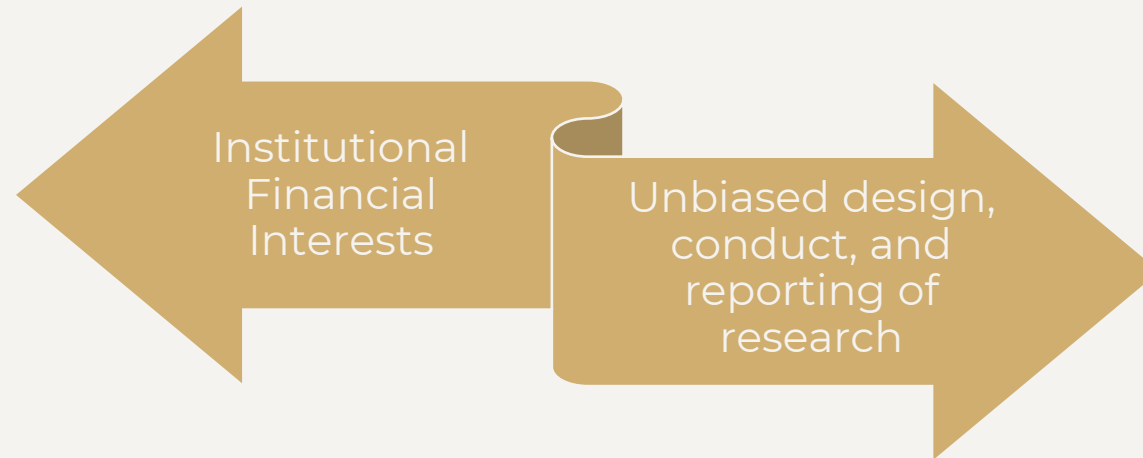 Institutional
Financial
Interests
Unbiased design,
conduct, and
reporting of
research